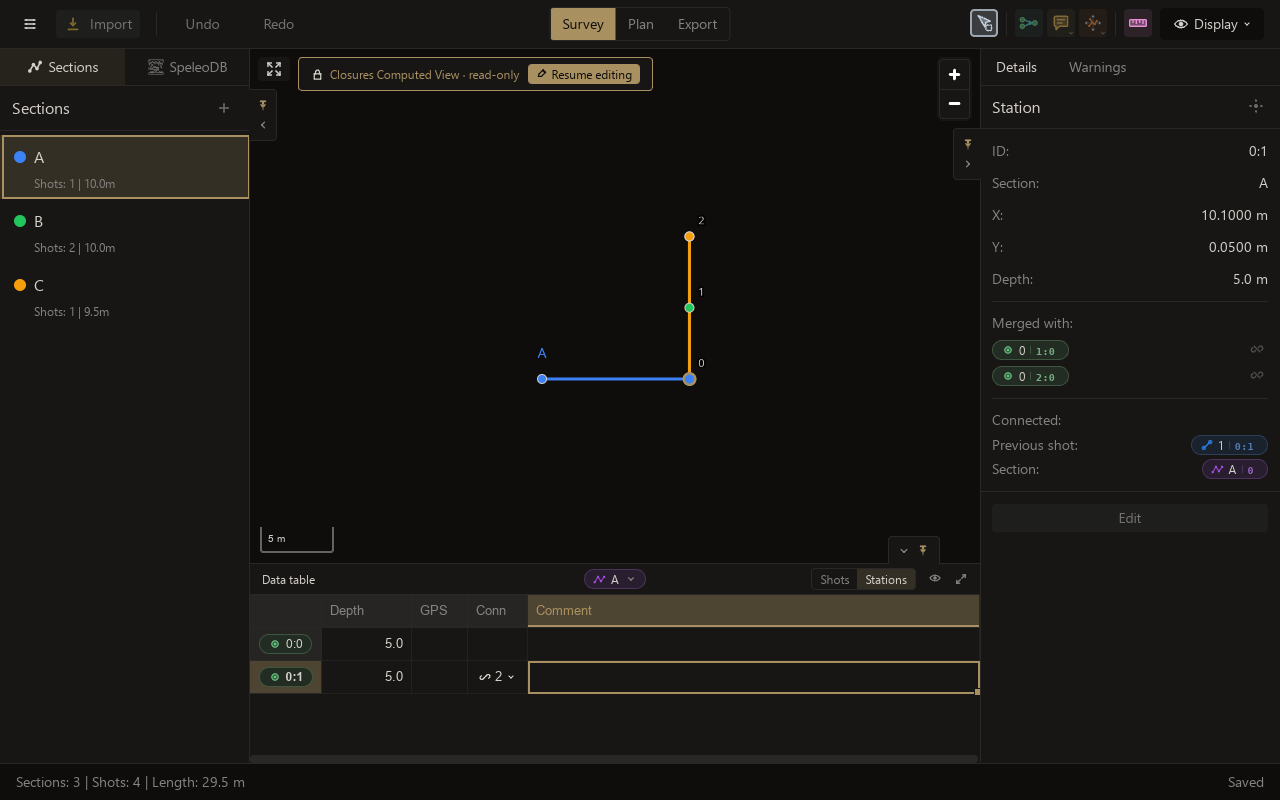 Import
Undo
Redo
Survey
Plan
Export
Display
Sections
SpeleoDB
Closures Computed View · read-only
Resume editing
Details
Warnings
Sections
A
Shots: 1 | 10.0m
B
Shots: 2 | 10.0m
C
Shots: 1 | 9.5m
2
1
0
A
5 m
Station
ID: 0:1
Section: A
X: 10.1000 m
Y: 0.0500 m
Depth: 5.0 m
Merged with:
0 | 1:0
0 | 2:0
Connected:
Previous shot: 1 | 0:1
Section: A | 0
Edit
Data table
A
Shots
Stations
Depth GPS Conn Comment
0:0 5.0
0:1 5.0 2
Sections: 3 | Shots: 4 | Length: 29.5 m
Saved